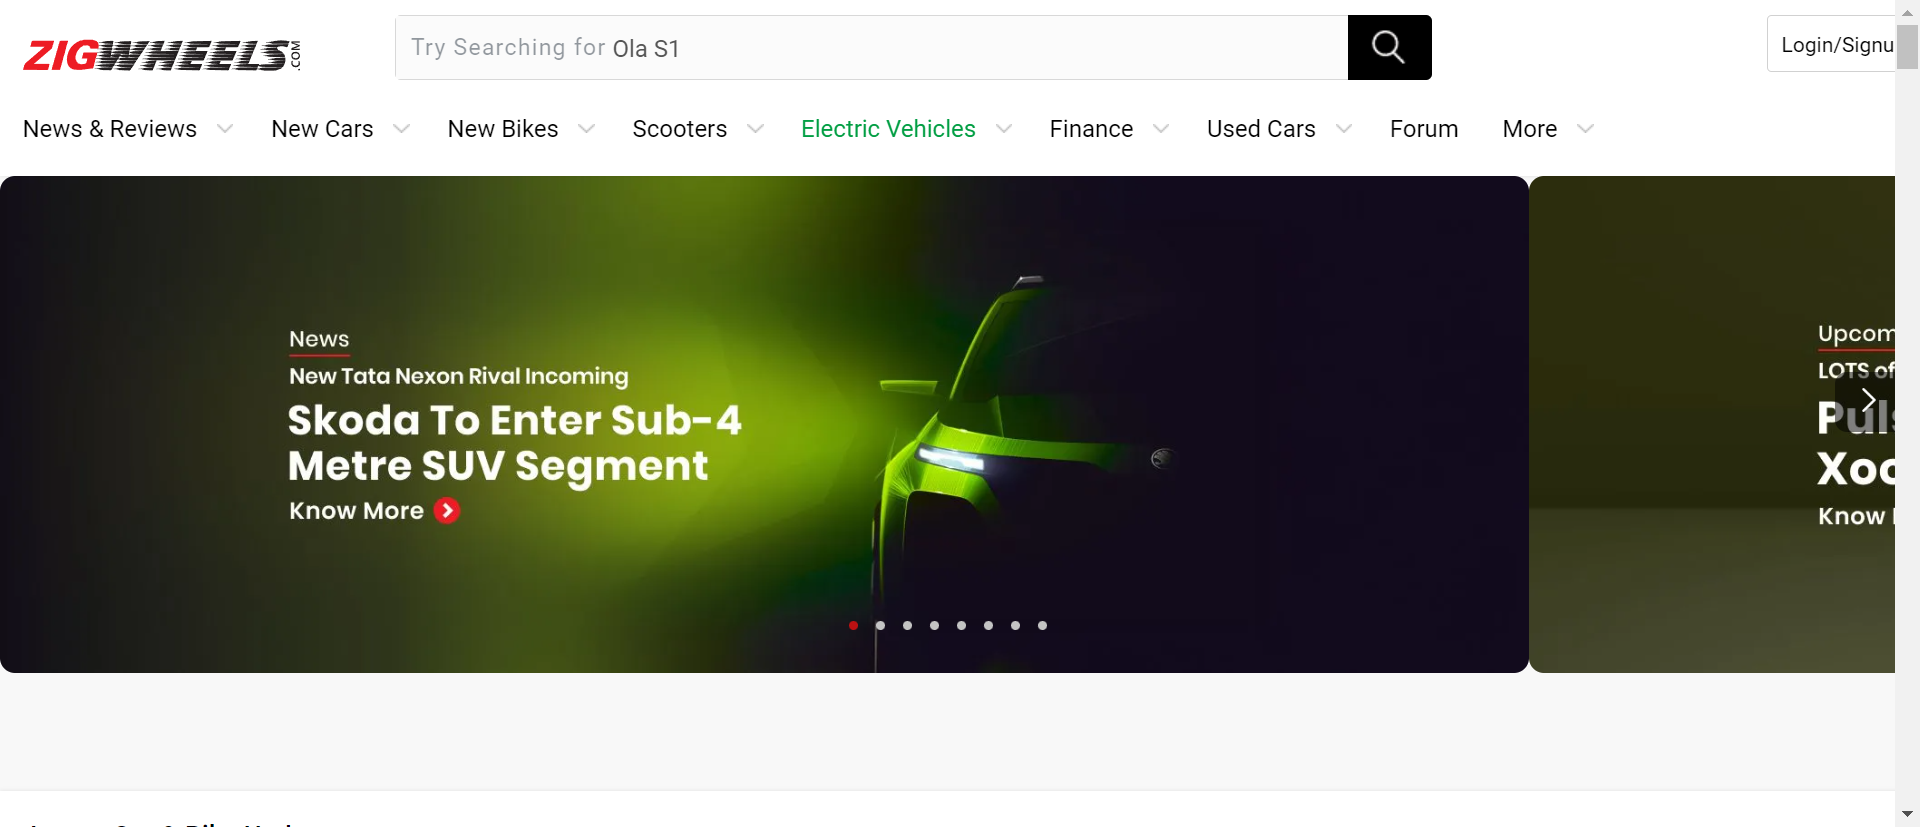 ZIGWHEELS.COM
Try Searching for Ola S1
Login/Signu
News & Reviews
New Cars
New Bikes
Scooters
Electric Vehicles
Finance
Used Cars
Forum
More
News
New Tata Nexon Rival Incoming
Skoda To Enter Sub-4
Metre SUV Segment
Know More
Upcom
LOTS of
Puls
Xoo
Know